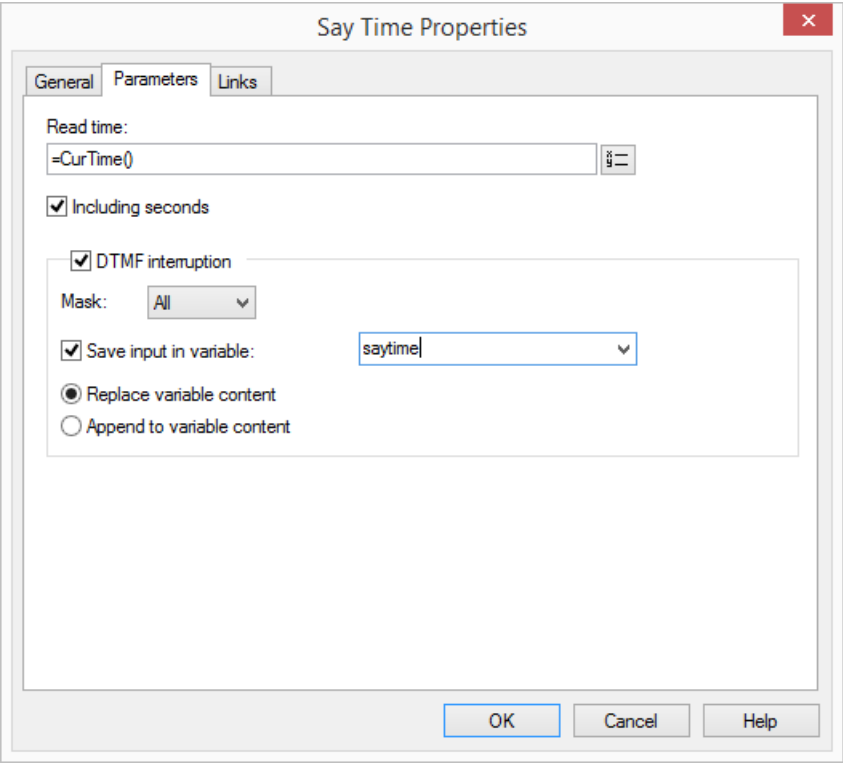 Say Time Properties
General Parameters Links
Read time:
=CurTime()
Including seconds
DTMF interruption
Mask: All
Save input in variable: saytime
Replace variable content
Append to variable content
OK Cancel Help